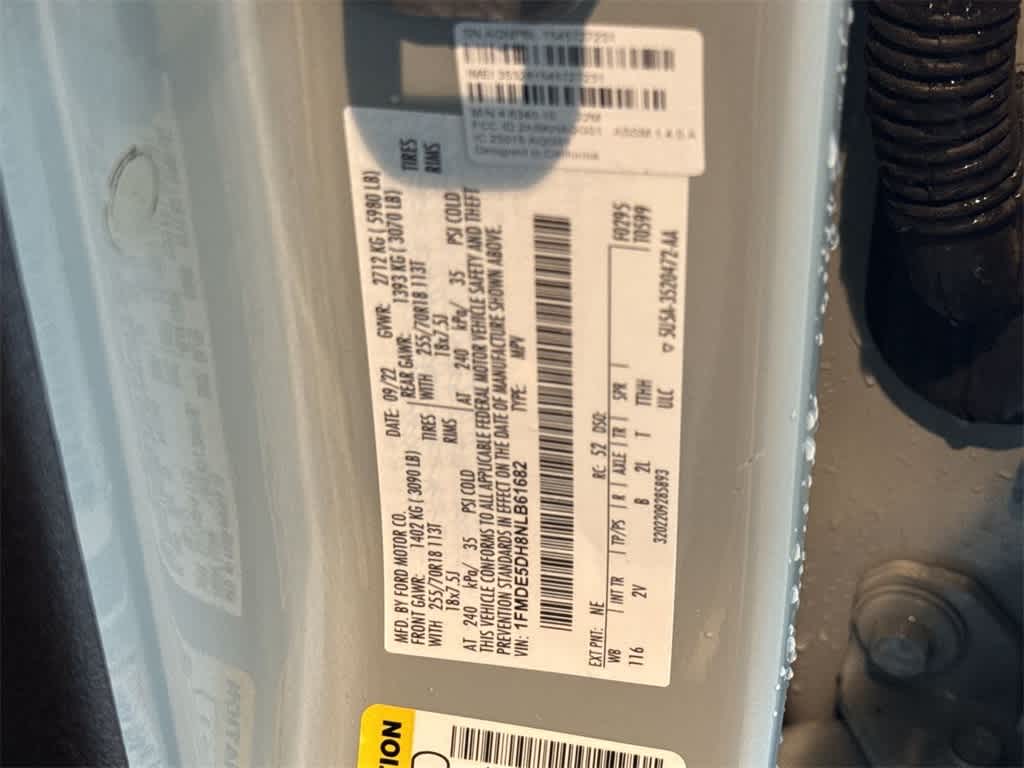 MFD. BY FORD MOTOR CO.
DATE: 09/22
GVWR: 2712 KG ( 5980 LB)
FRONT GAWR: 1402 KG ( 3090 LB)
REAR GAWR: 1393 KG ( 3070 LB)
WITH 255/70R18 113T TIRES
WITH 255/70R18 113T TIRES
18x7.5J RIMS
18x7.5J RIMS
AT 240 kPa/ 35 PSI COLD
AT 240 kPa/ 35 PSI COLD
THIS VEHICLE CONFORMS TO ALL APPLICABLE FEDERAL MOTOR VEHICLE SAFETY AND THEFT
PREVENTION STANDARDS IN EFFECT ON THE DATE OF MANUFACTURE SHOWN ABOVE.
VIN: 1FMDE5DH8NLB61682
TYPE: MPV
F0295
T0599
EXT PNT: NE RC: 52 DSO:
WB INT TR TP/PS R AXLE TR SPR
116 2V B 2L T TTHH
ULC
3202209285893
▽ 5U5A-3520472-AA
Designed in California
TION